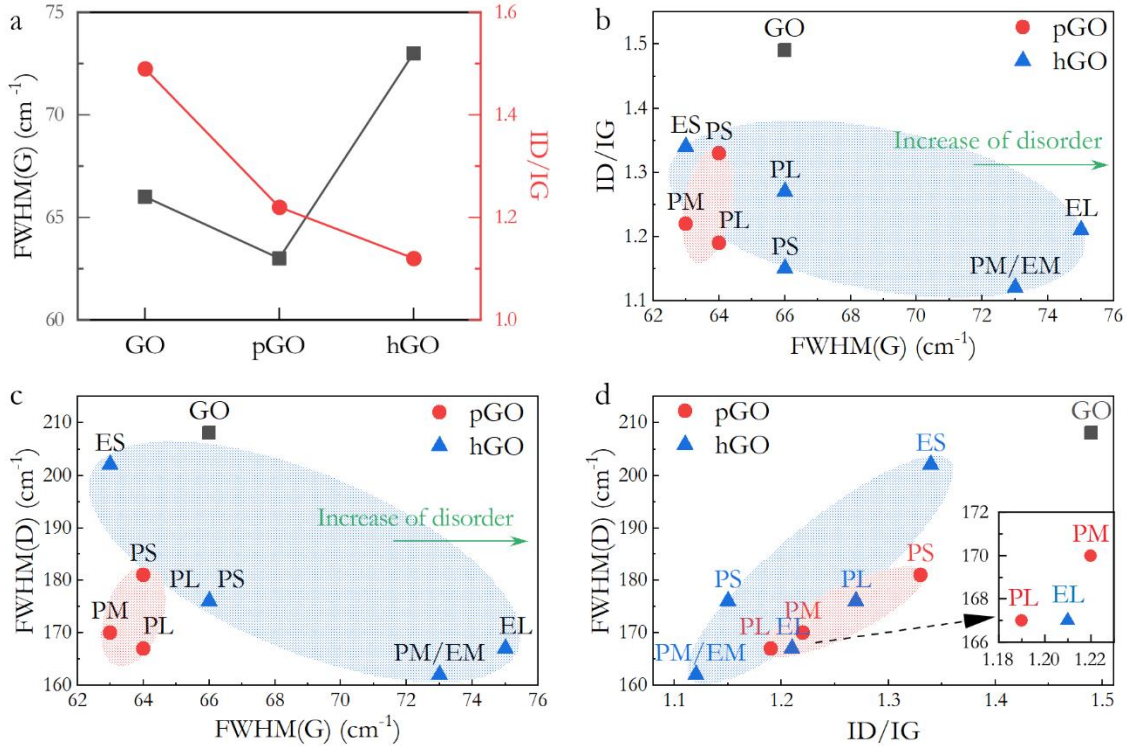 a
75
70
65
60
FWHM(G) (cm⁻¹)
1.6
1.4
1.2
1.0
ID/IG
GO pGO hGO
b
1.5
1.4
1.3
1.2
1.1
ID/IG
GO
pGO
hGO
ES PS
Increase of disorder
PL
PM
PL
EL
PS
PM/EM
62 64 66 68 70 72 74 76
FWHM(G) (cm⁻¹)
c
210
200
190
180
170
160
FWHM(D) (cm⁻¹)
GO
pGO
hGO
ES
Increase of disorder
PS
PL PS
PM
PL
EL
PM/EM
62 64 66 68 70 72 74 76
FWHM(G) (cm⁻¹)
d
210
200
190
180
170
160
FWHM(D) (cm⁻¹)
pGO
hGO
GO
ES
PS
PS
PL
PM
PL EL
PM/EM
172
170
168
166
PM
PL EL
1.18 1.20 1.22
1.1 1.2 1.3 1.4 1.5
ID/IG